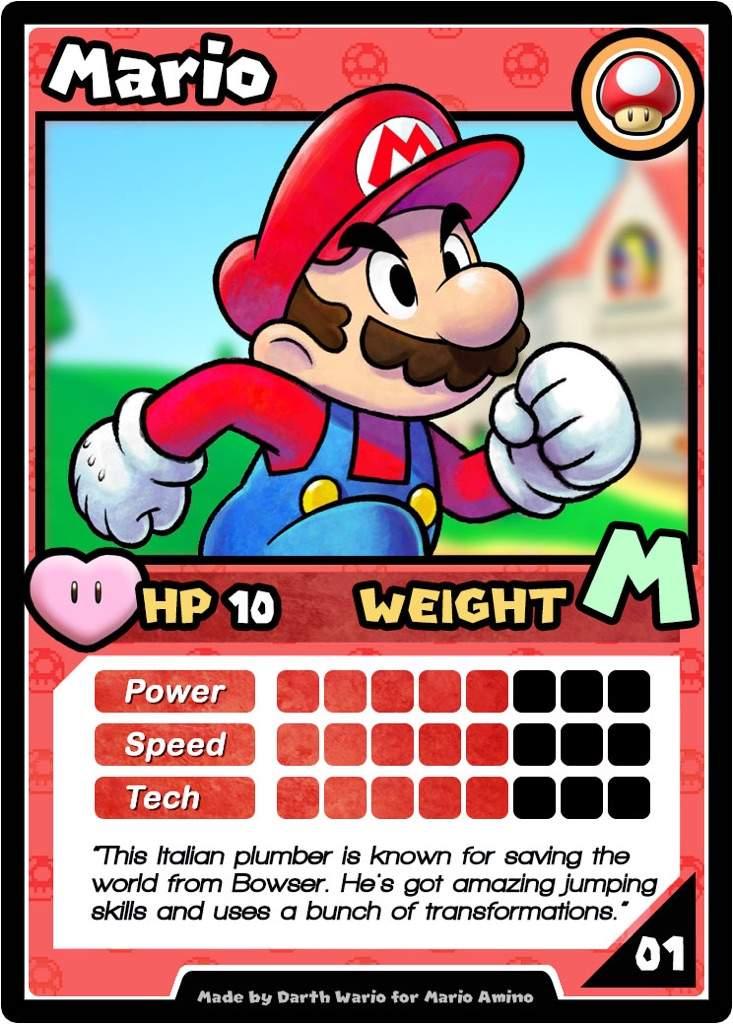 Mario
M
HP 10 WEIGHT M
Power
Speed
Tech
"This Italian plumber is known for saving the
world from Bowser. He's got amazing jumping
skills and uses a bunch of transformations."
01
Made by Darth Wario for Mario Amino